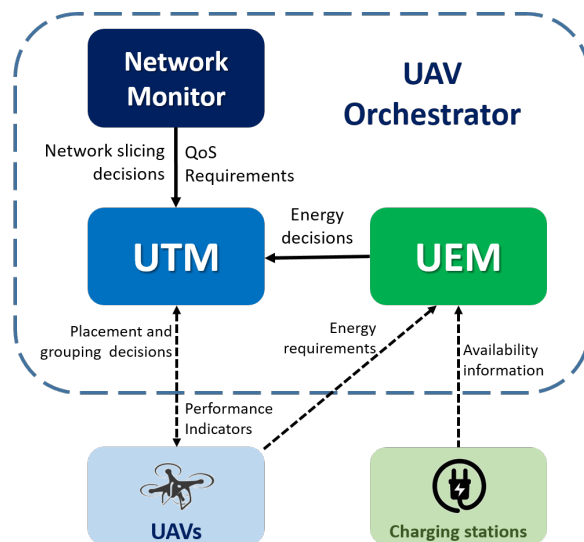 Network
Monitor
UAV
Orchestrator
Network slicing
decisions
QoS
Requirements
Energy
decisions
UTM
UEM
Placement and
grouping decisions
Energy
requirements
Availability
information
Performance
Indicators
UAVs
Charging stations